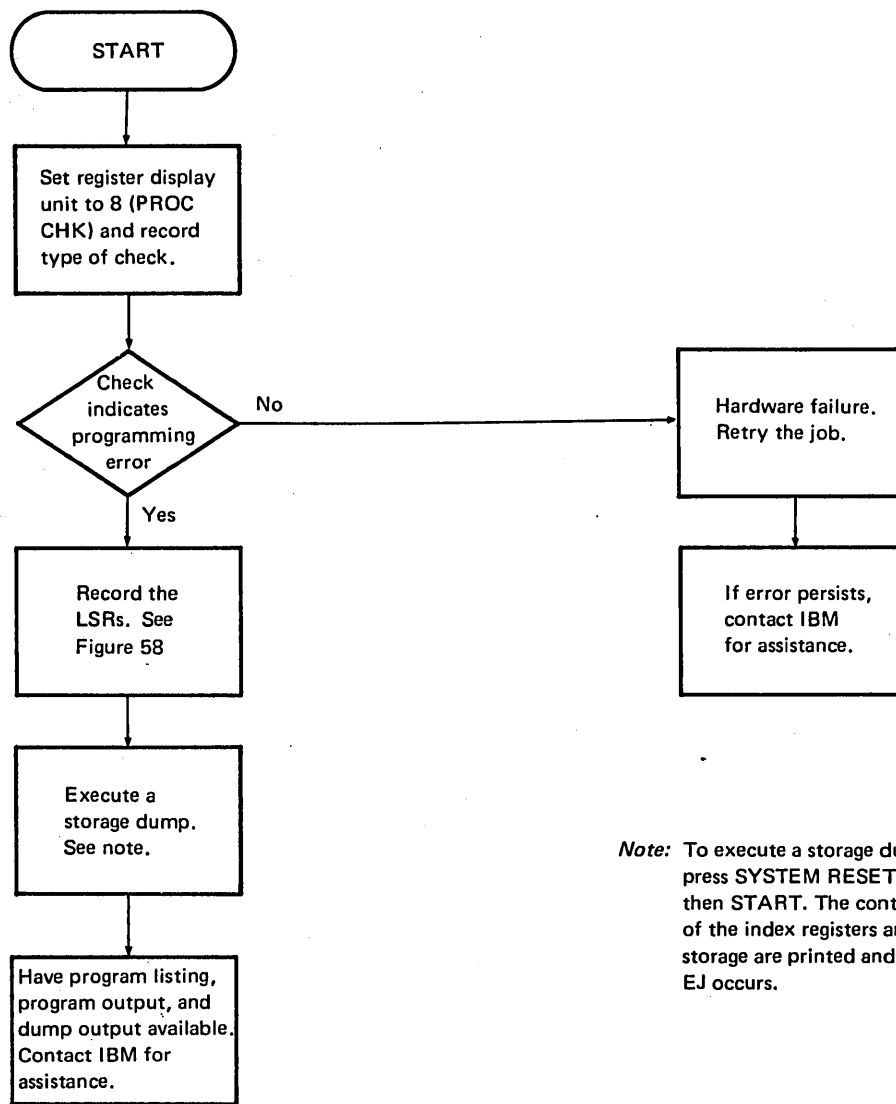 START
Set register display
unit to 8 (PROC
CHK) and record
type of check.
Check
indicates
programming
error
No
Hardware failure.
Retry the job.
Yes
Record the
LSRs. See
Figure 58
If error persists,
contact IBM
for assistance.
Execute a
storage dump.
See note.
Note: To execute a storage du
press SYSTEM RESET
then START. The cont
of the index registers a
storage are printed and
EJ occurs.
Have program listing,
program output, and
dump output available.
Contact IBM for
assistance.